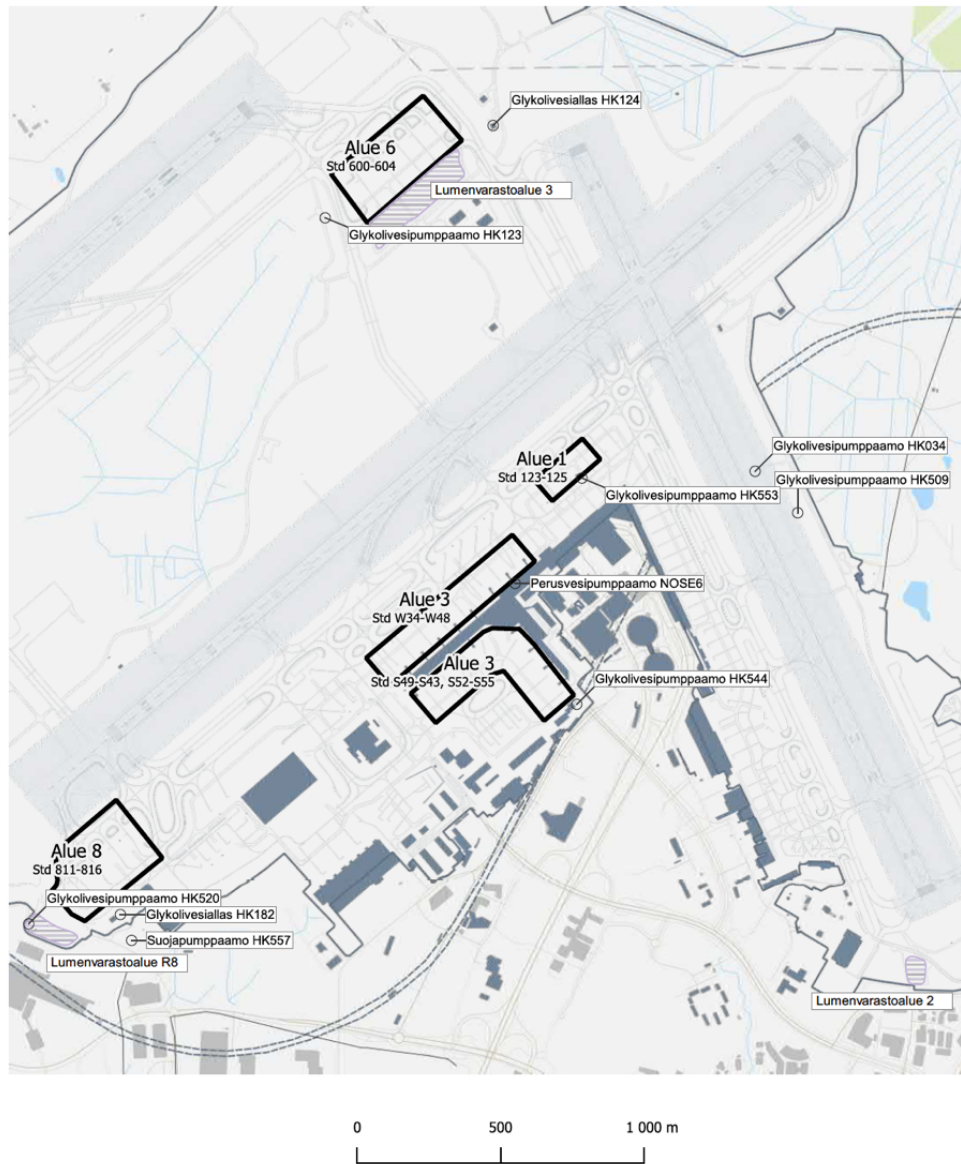 Glykolivesiallas HK124
Alue 6
Std 600-604
Lumenvarastoalue 3
Glykolivesipumppaamo HK123
Alue 1
Std 123-125
Glykolivesipumppaamo HK034
Glykolivesipumppaamo HK509
Glykolivesipumppaamo HK553
Perusvesipumppaamo NOSE6
Alue 3
Std W34-W48
Alue 3
Std S49-S43, S52-S55
Glykolivesipumppaamo HK544
Alue 8
Std 811-816
Glykolivesipumppaamo HK520
Glykolivesiallas HK182
Suojapumppaamo HK557
Lumenvarastoalue R8
Lumenvarastoalue 2
0 500 1 000 m